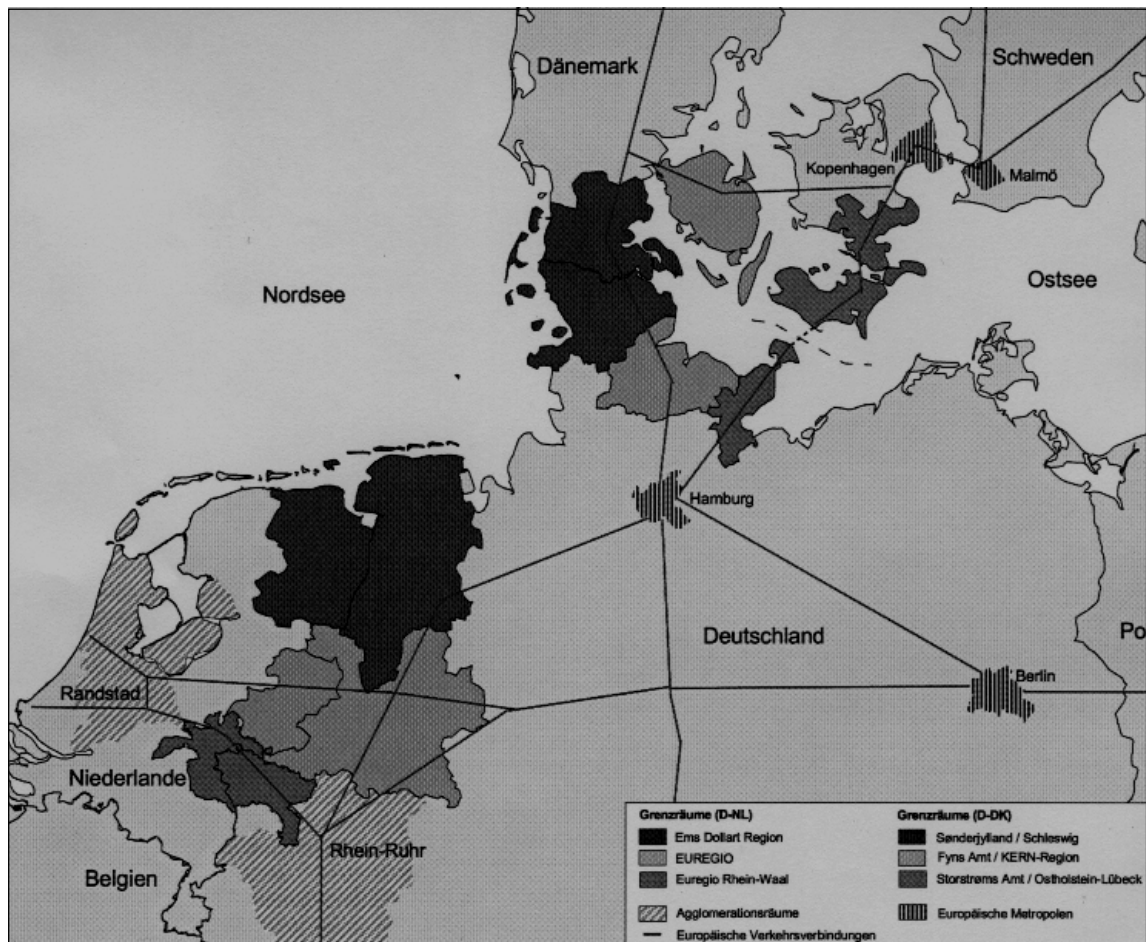 Dänemark
Schweden
Kopenhagen
Malmö
Nordsee
Ostsee
Hamburg
Deutschland
Po
Berlin
Randstad
Niederlande
Rhein-Ruhr
Belgien
Grenzräume (D-NL)
Ems Dollart Region
EUREGIO
Euregio Rhein-Waal
Agglomerationsräume
Europäische Verkehrsverbindungen
Grenzräume (D-DK)
Sønderjylland / Schleswig
Fyns Amt / KERN-Region
Storstrøms Amt / Ostholstein-Lübeck
Europäische Metropolen